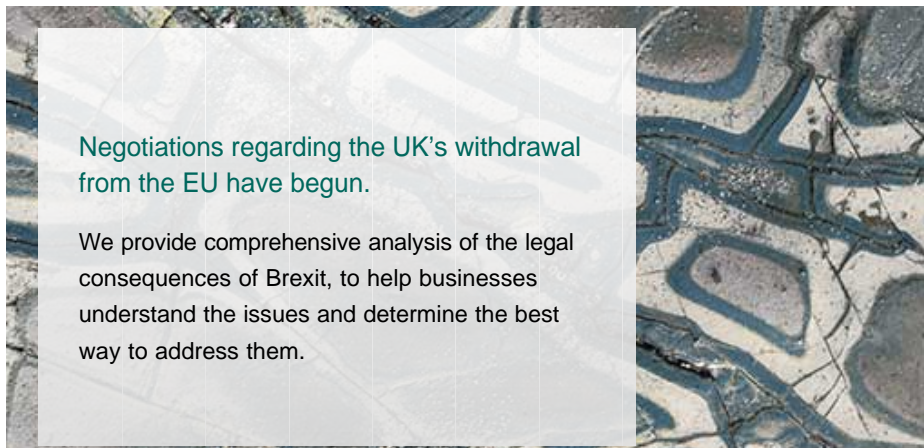 Negotiations regarding the UK’s withdrawal
from the EU have begun.
We provide comprehensive analysis of the legal
consequences of Brexit, to help businesses
understand the issues and determine the best
way to address them.